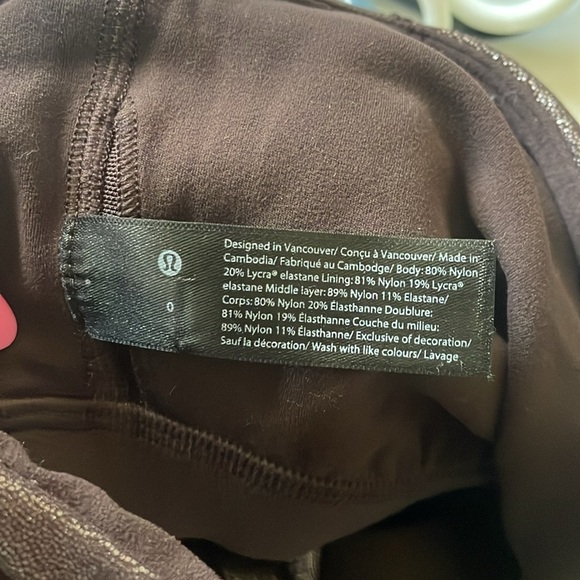 Designed in Vancouver/ Conçu à Vancouver/ Made in
Cambodia/ Fabriqué au Cambodge/ Body: 80% Nylon
20% Lycra® elastane Lining: 81% Nylon 19% Lycra®
elastane Middle layer: 89% Nylon 11% Elastane/
Corps: 80% Nylon 20% Élasthanne Doublure:
81% Nylon 19% Élasthanne Couche du milieu:
89% Nylon 11% Élasthanne/ Exclusive of decoration/
Sauf la décoration/ Wash with like colours/ Lavage
0